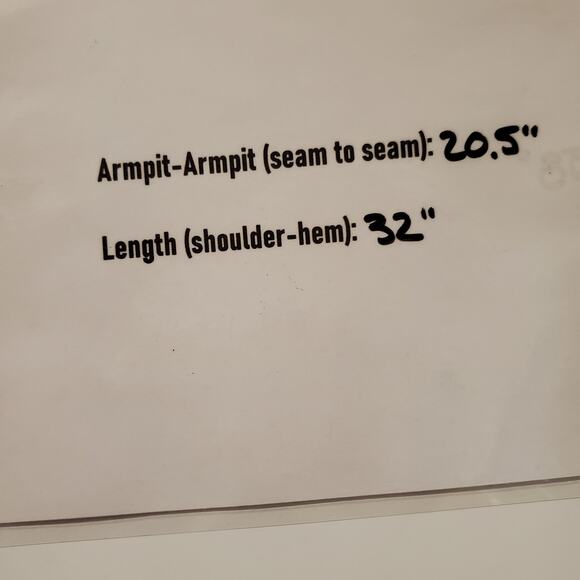 Armpit-Armpit (seam to seam): 20.5"
Length (shoulder-hem): 32"